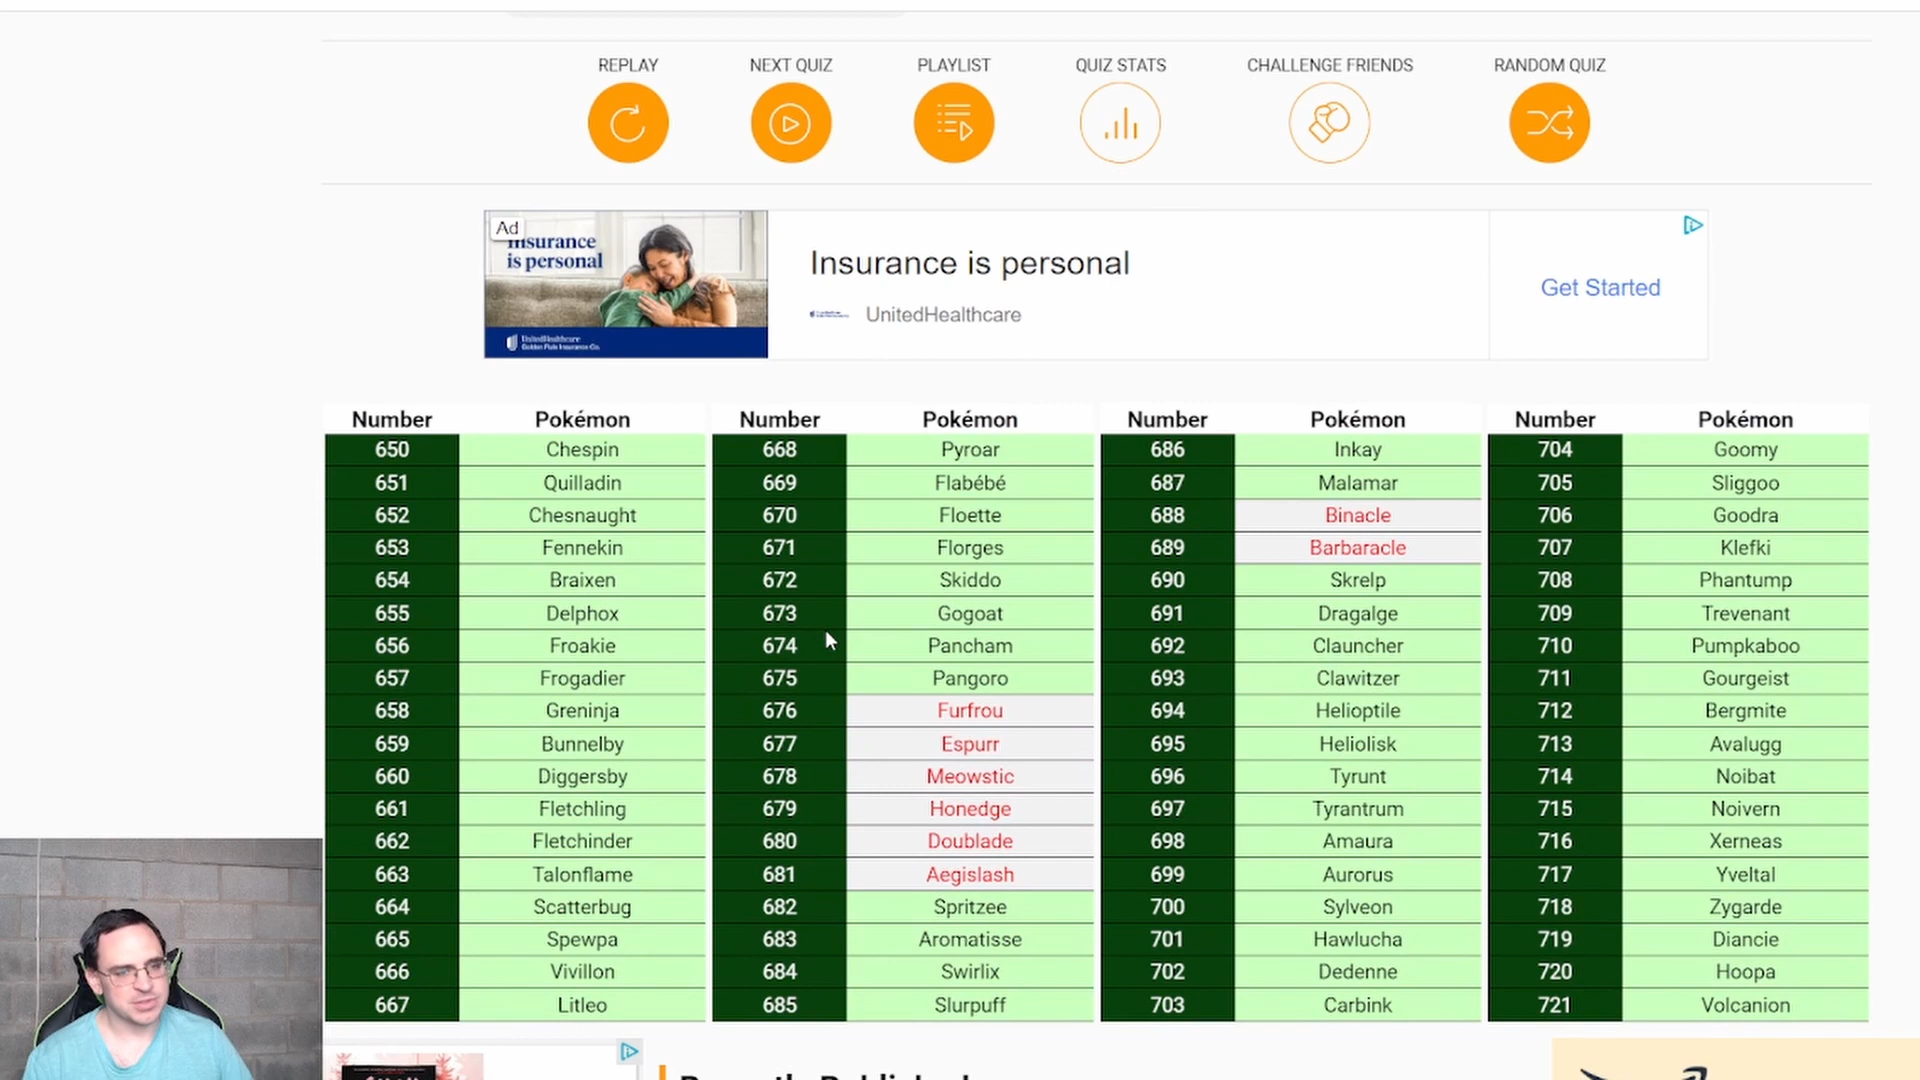 REPLAY NEXT QUIZ PLAYLIST QUIZ STATS CHALLENGE FRIENDS RANDOM QUIZ
Ad
Insurance
is personal
UnitedHealthcare
Golden Rule Insurance Co.
Insurance is personal
UnitedHealthcare
Get Started
Number Pokémon Number Pokémon Number Pokémon Number Pokémon
650 Chespin 668 Pyroar 686 Inkay 704 Goomy
651 Quilladin 669 Flabébé 687 Malamar 705 Sliggoo
652 Chesnaught 670 Floette 688 Binacle 706 Goodra
653 Fennekin 671 Florges 689 Barbaracle 707 Klefki
654 Braixen 672 Skiddo 690 Skrelp 708 Phantump
655 Delphox 673 Gogoat 691 Dragalge 709 Trevenant
656 Froakie 674 Pancham 692 Clauncher 710 Pumpkaboo
657 Frogadier 675 Pangoro 693 Clawitzer 711 Gourgeist
658 Greninja 676 Furfrou 694 Helioptile 712 Bergmite
659 Bunnelby 677 Espurr 695 Heliolisk 713 Avalugg
660 Diggersby 678 Meowstic 696 Tyrunt 714 Noibat
661 Fletchling 679 Honedge 697 Tyrantrum 715 Noivern
662 Fletchinder 680 Doublade 698 Amaura 716 Xerneas
663 Talonflame 681 Aegislash 699 Aurorus 717 Yveltal
664 Scatterbug 682 Spritzee 700 Sylveon 718 Zygarde
665 Spewpa 683 Aromatisse 701 Hawlucha 719 Diancie
666 Vivillon 684 Swirlix 702 Dedenne 720 Hoopa
667 Litleo 685 Slurpuff 703 Carbink 721 Volcanion